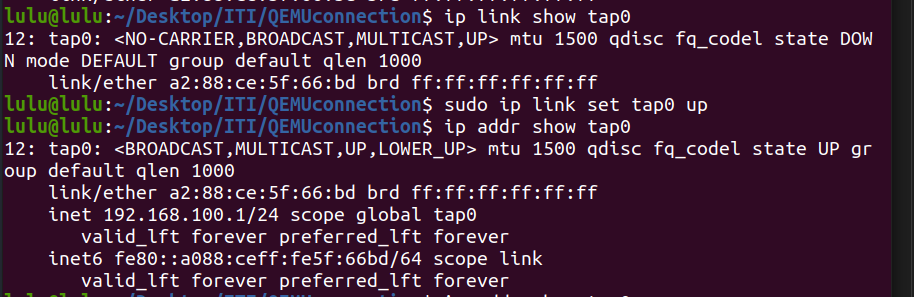 lulu@lulu:~/Desktop/ITI/QEMUconnection$ ip link show tap0
12: tap0: <NO-CARRIER,BROADCAST,MULTICAST,UP> mtu 1500 qdisc fq_codel state DOW
N mode DEFAULT group default qlen 1000
    link/ether a2:88:ce:5f:66:bd brd ff:ff:ff:ff:ff:ff
lulu@lulu:~/Desktop/ITI/QEMUconnection$ sudo ip link set tap0 up
lulu@lulu:~/Desktop/ITI/QEMUconnection$ ip addr show tap0
12: tap0: <BROADCAST,MULTICAST,UP,LOWER_UP> mtu 1500 qdisc fq_codel state UP gr
oup default qlen 1000
    link/ether a2:88:ce:5f:66:bd brd ff:ff:ff:ff:ff:ff
    inet 192.168.100.1/24 scope global tap0
       valid_lft forever preferred_lft forever
    inet6 fe80::a088:ceff:fe5f:66bd/64 scope link
       valid_lft forever preferred_lft forever